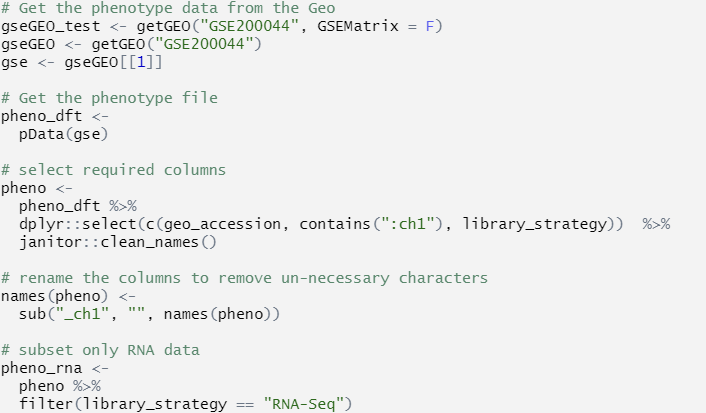 # Get the phenotype data from the Geo
gseGEO_test <- getGEO("GSE200044", GSEMatrix = F)
gseGEO <- getGEO("GSE200044")
gse <- gseGEO[[1]]

# Get the phenotype file
pheno_dft <-
  pData(gse)

# select required columns
pheno <-
  pheno_dft %>%
  dplyr::select(c(geo_accession, contains(":ch1"), library_strategy))  %>%
  janitor::clean_names()

# rename the columns to remove un-necessary characters
names(pheno) <-
  sub("_ch1", "", names(pheno))

# subset only RNA data
pheno_rna <-
  pheno %>%
  filter(library_strategy == "RNA-Seq")